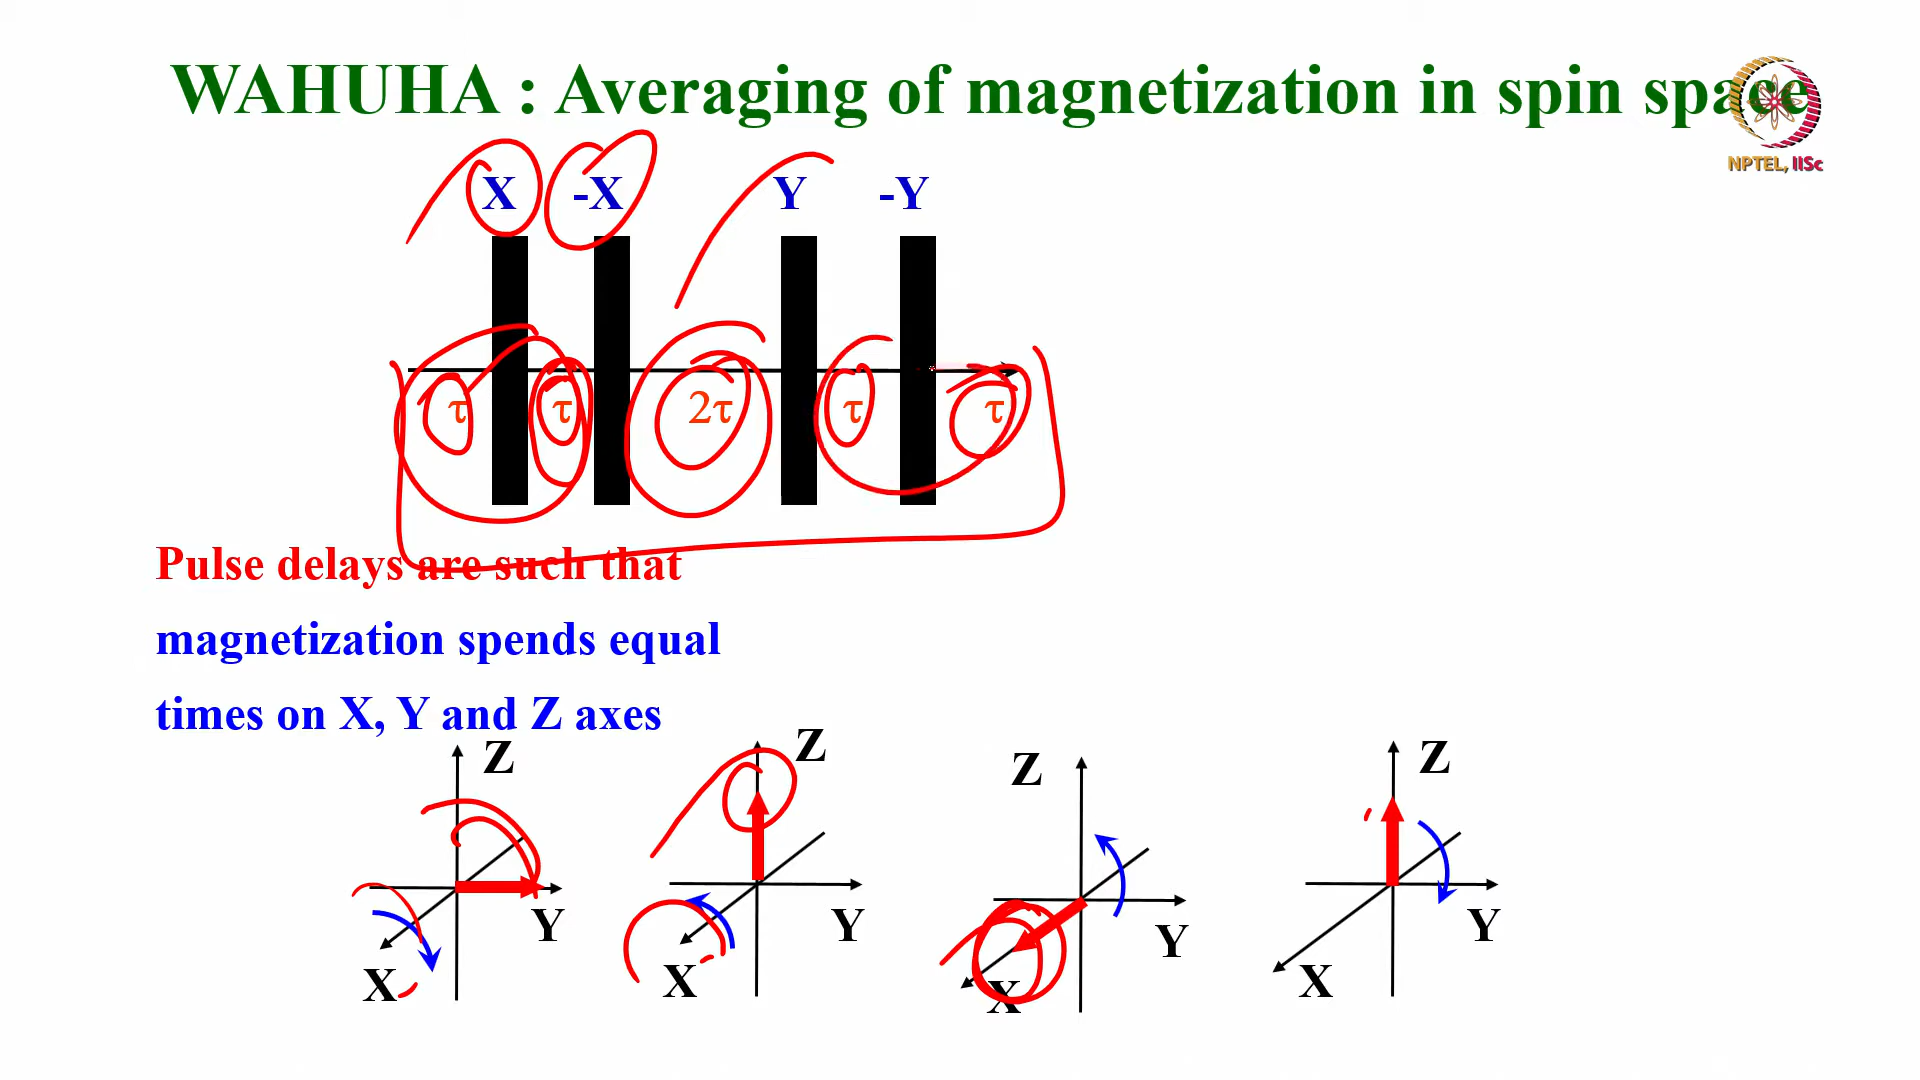 WAHUHA : Averaging of magnetization in spin space
NPTEL, IISc
X -X Y -Y
τ τ 2τ τ τ
Pulse delays are such that
magnetization spends equal
times on X, Y and Z axes
Z Z Z Z
Y Y Y Y
X X X X